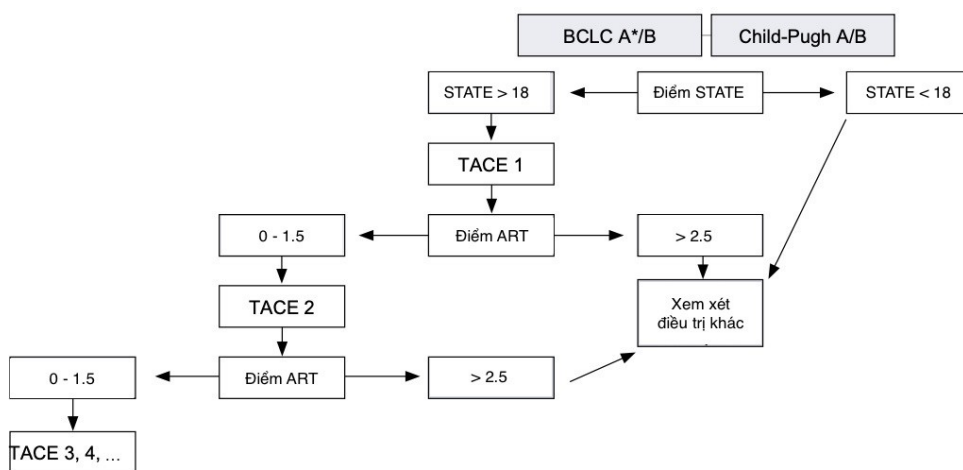 BCLC A*/B
Child-Pugh A/B
STATE > 18
Điểm STATE
STATE < 18
TACE 1
0 - 1.5
Điểm ART
> 2.5
TACE 2
Xem xét
điều trị khác
0 - 1.5
Điểm ART
> 2.5
TACE 3, 4, ...